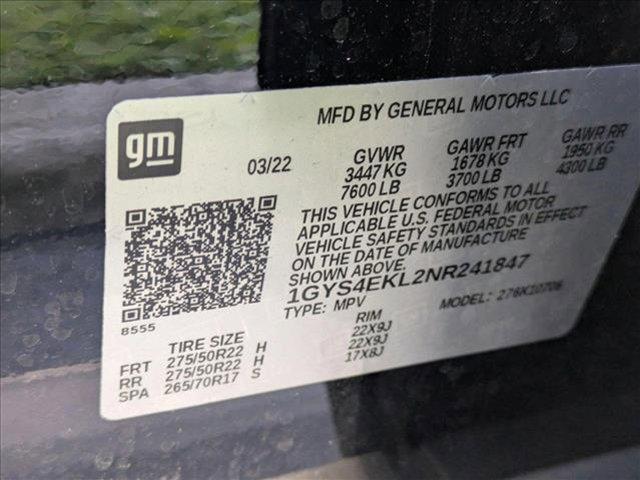 MFD BY GENERAL MOTORS LLC
gm
03/22
GVWR GAWR FRT GAWR RR
3447 KG 1678 KG 1950 KG
7600 LB 3700 LB 4300 LB
THIS VEHICLE CONFORMS TO ALL
APPLICABLE U.S. FEDERAL MOTOR
VEHICLE SAFETY STANDARDS IN EFFECT
ON THE DATE OF MANUFACTURE
SHOWN ABOVE.
1GYS4EKL2NR241847
TYPE: MPV MODEL: 276K10706
8555
TIRE SIZE RIM
FRT 275/50R22 H 22X9J
RR 275/50R22 H 22X9J
SPA 265/70R17 S 17X8J